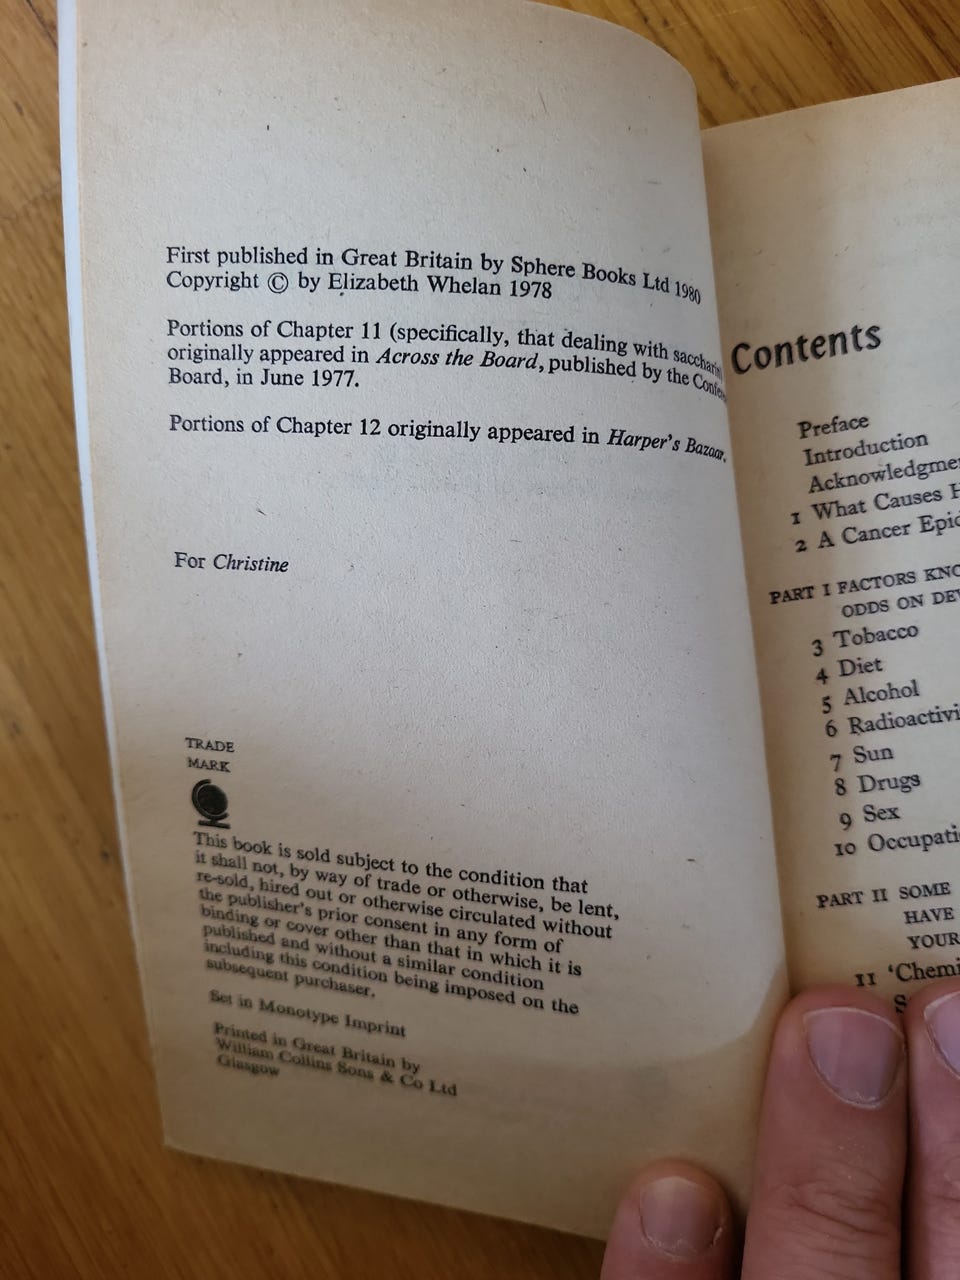 First published in Great Britain by Sphere Books Ltd 1980
Copyright © by Elizabeth Whelan 1978
Portions of Chapter 11 (specifically, that dealing with saccharin)
originally appeared in Across the Board, published by the
Board, in June 1977.
Portions of Chapter 12 originally appeared in Harper's Bazaar.
For Christine
TRADE
MARK
This book is sold subject to the condition that
it shall not, by way of trade or otherwise, be lent,
re-sold, hired out or otherwise circulated without
the publisher's prior consent in any form of
binding or cover other than that in which it is
published and without a similar condition
including this condition being imposed on the
subsequent purchaser.
Set in Monotype Imprint
Printed in Great Britain by
William Collins Sons & Co Ltd
Glasgow
Contents
Preface
Introduction
1 What Causes
2 A Cancer
PART I FACTORS
ODDS ON
3 Tobacco
4 Diet
5 Alcohol
6
7 Sun
8 Drugs
9 Sex
10
PART II SOME
HAVE
YOUR
11